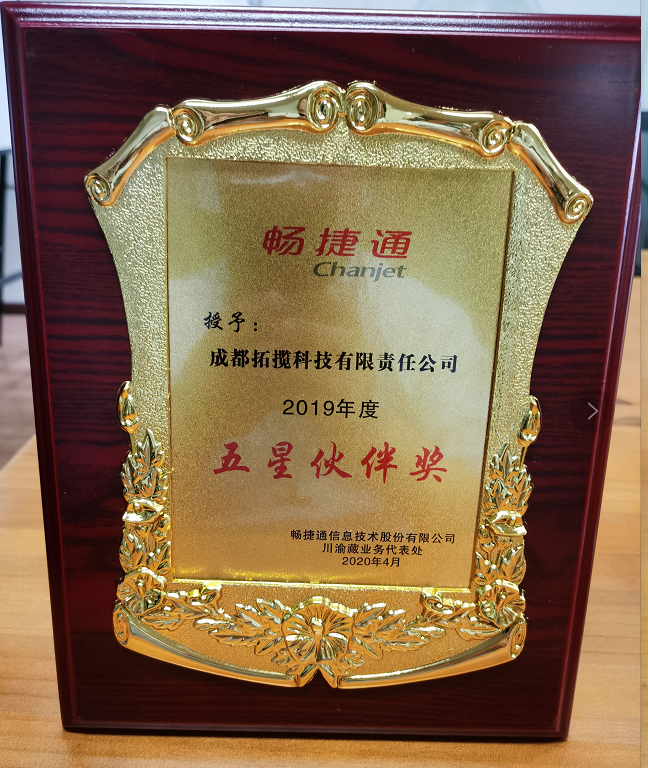 畅捷通
Chanjet
授予：
成都拓揽科技有限责任公司
2019年度
五星伙伴奖
畅捷通信息技术股份有限公司
川渝藏业务代表处
2020年4月